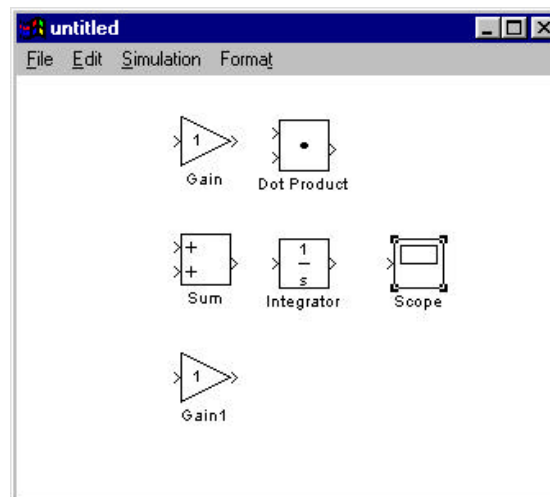 untitled
File Edit Simulation Format
1
Gain
Dot Product
+
+
Sum
1
s
Integrator
Scope
1
Gain1